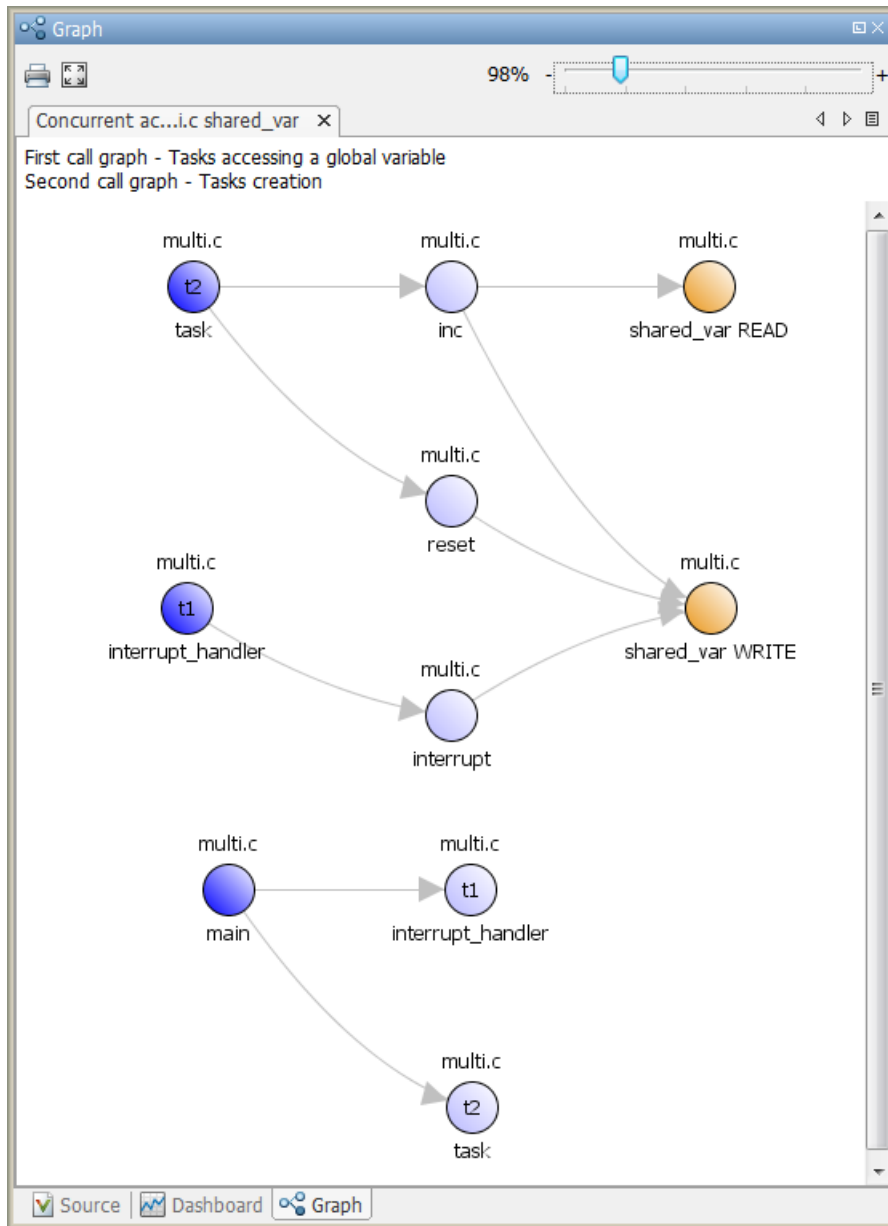 Graph
98% - +
Concurrent ac...i.c shared_var
First call graph - Tasks accessing a global variable
Second call graph - Tasks creation
multi.c multi.c multi.c
t2
task inc shared_var READ
multi.c
reset
multi.c multi.c
t1
interrupt_handler shared_var WRITE
multi.c
interrupt
multi.c multi.c
t1
main interrupt_handler
multi.c
t2
task
Source Dashboard Graph